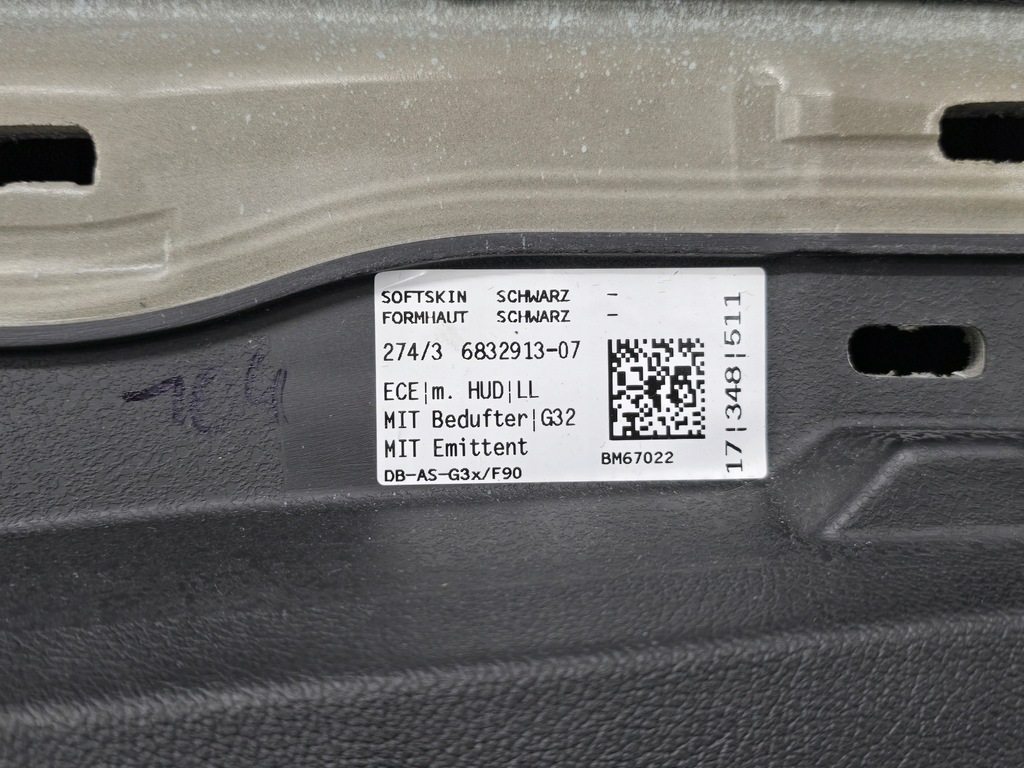 SOFTSKIN SCHWARZ -
FORMHAUT SCHWARZ -
274/3 6832913-07
ECE|m. HUD|LL
MIT Bedufter|G32
MIT Emittent
DB-AS-G3x/F90
BM67022
17|348|511